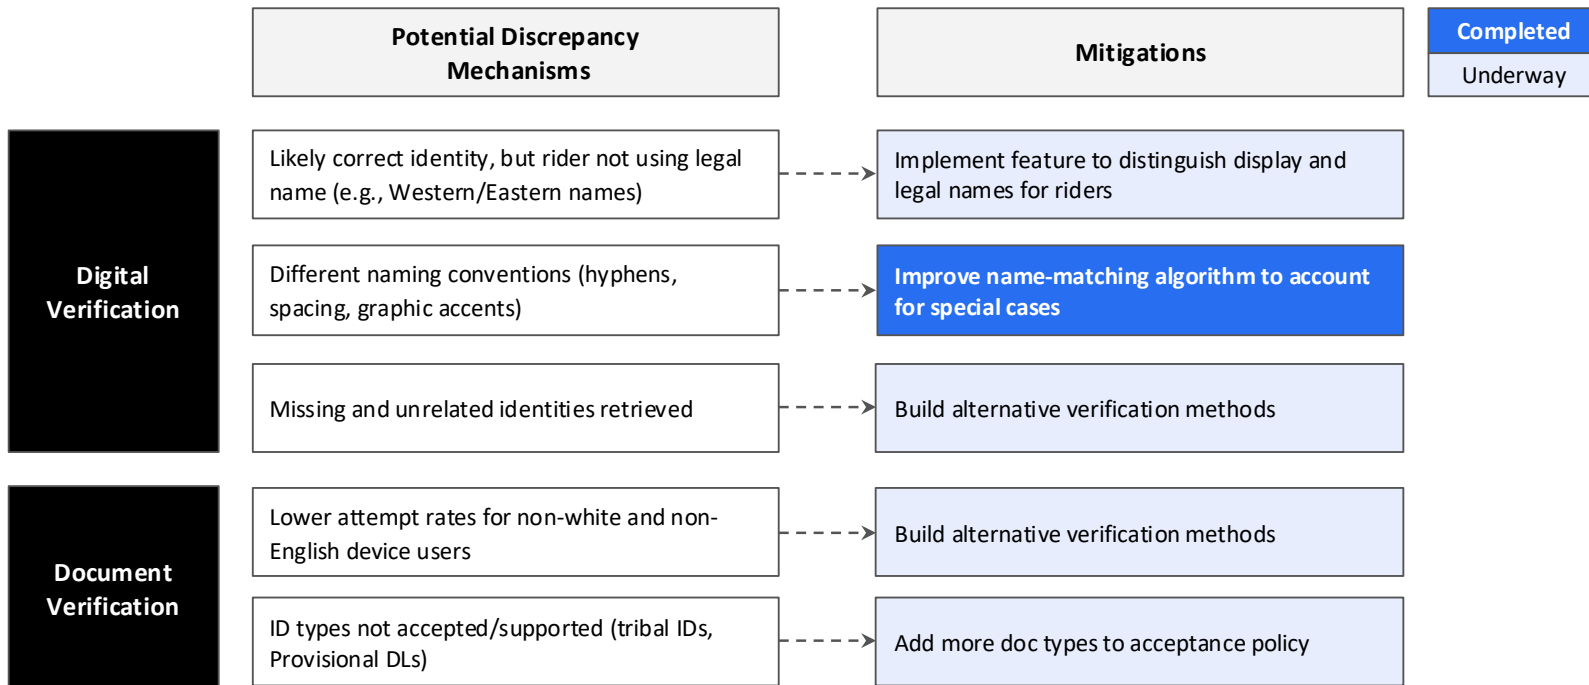 Potential Discrepancy
Mechanisms
Mitigations
Completed
Underway
Digital
Verification
Likely correct identity, but rider not using legal
name (e.g., Western/Eastern names)
Implement feature to distinguish display and
legal names for riders
Different naming conventions (hyphens,
spacing, graphic accents)
Improve name-matching algorithm to account
for special cases
Missing and unrelated identities retrieved
Build alternative verification methods
Document
Verification
Lower attempt rates for non-white and non-
English device users
Build alternative verification methods
ID types not accepted/supported (tribal IDs,
Provisional DLs)
Add more doc types to acceptance policy